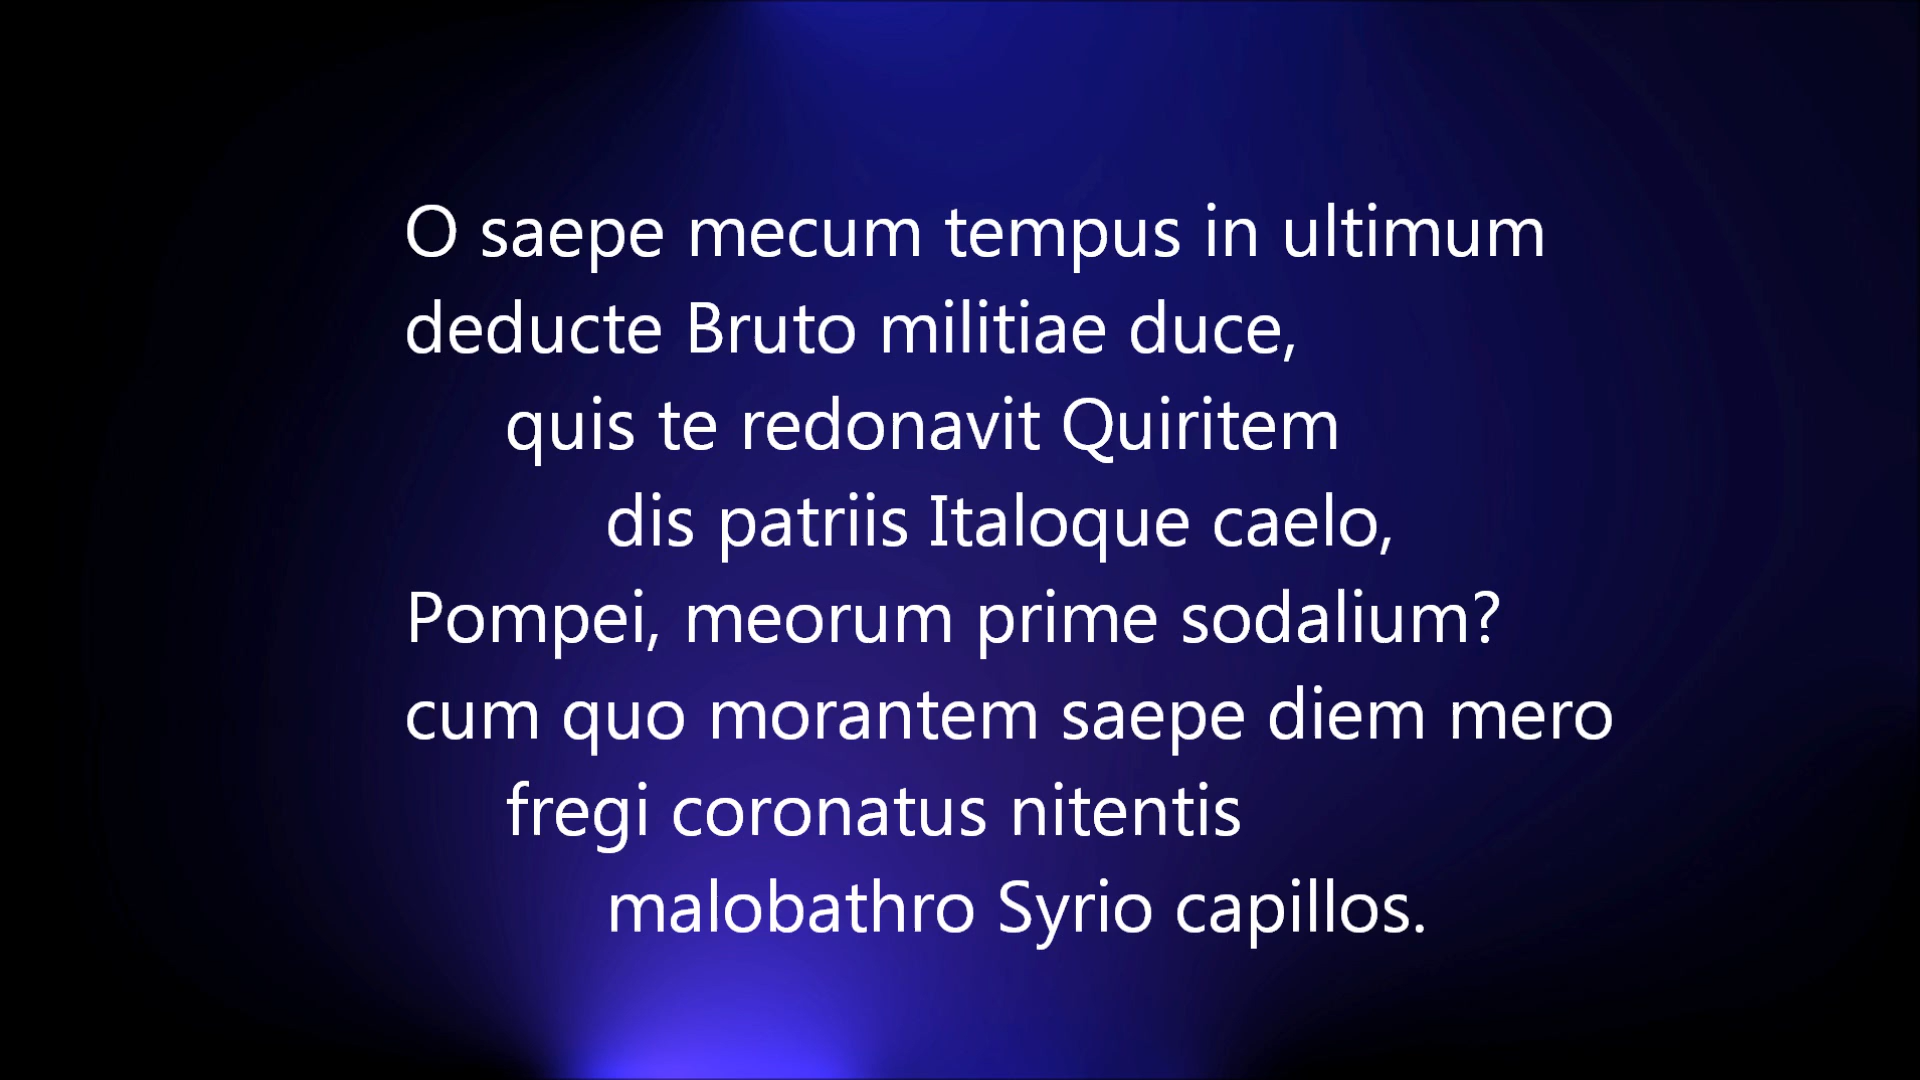 O saepe mecum tempus in ultimum
deducte Bruto militiae duce,
quis te redonavit Quiritem
dis patriis Italoque caelo,
Pompei, meorum prime sodalium?
cum quo morantem saepe diem mero
fregi coronatus nitentis
malobathro Syrio capillos.